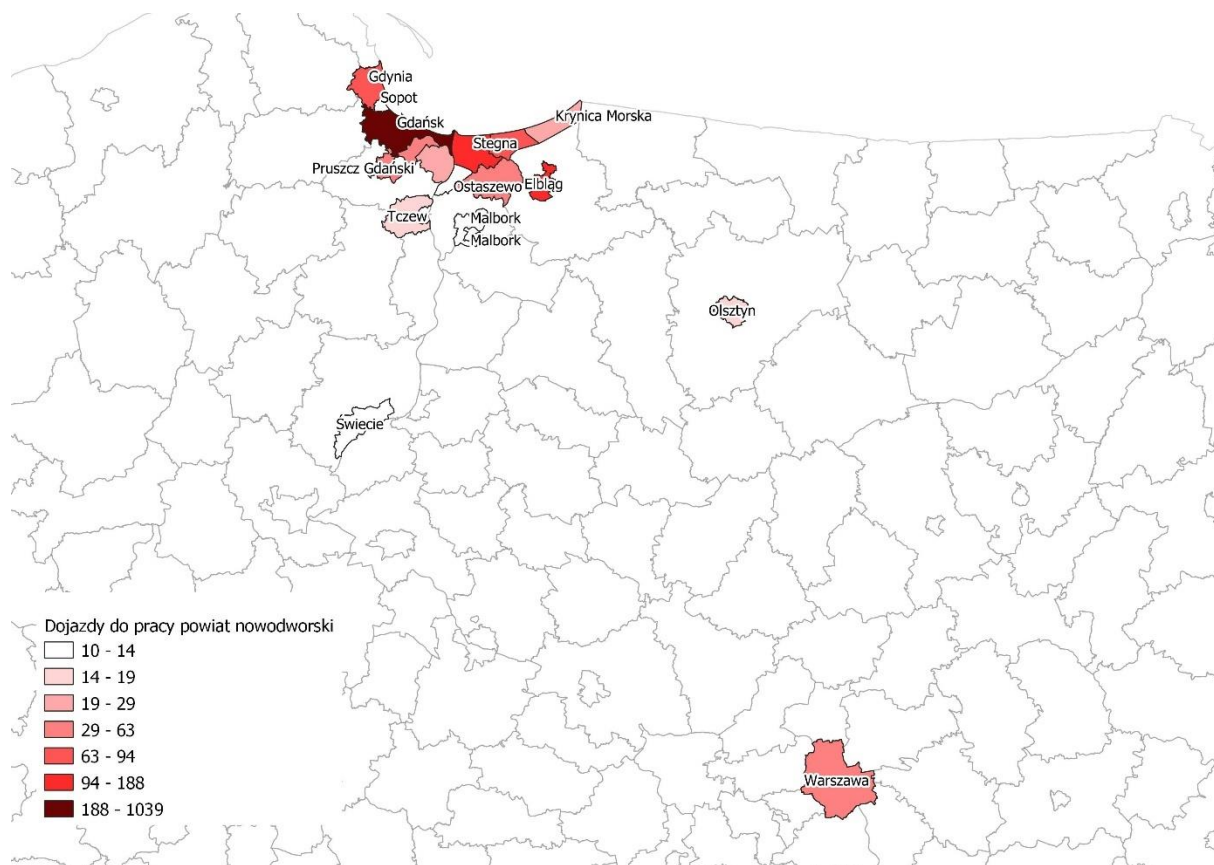 Gdynia
Sopot
Gdańsk
Krynica Morska
Stegna
Pruszcz Gdański
Ostaszewo
Elbląg
Tczew
Malbork
Malbork
Olsztyn
Świecie
Dojazdy do pracy powiat nowodworski
10 - 14
14 - 19
19 - 29
29 - 63
63 - 94
94 - 188
188 - 1039
Warszawa